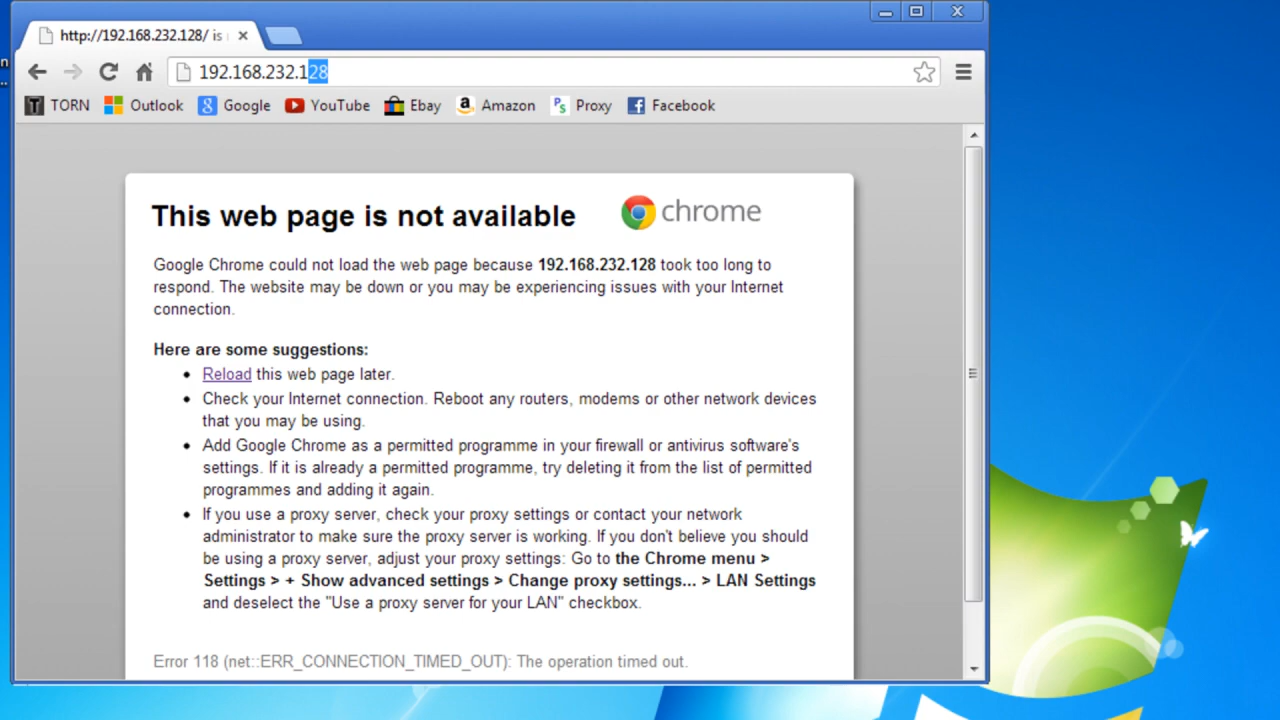 http://192.168.232.128/ is
192.168.232.128
TORN Outlook Google YouTube Ebay Amazon Proxy Facebook
This web page is not available
chrome
Google Chrome could not load the web page because 192.168.232.128 took too long to
respond. The website may be down or you may be experiencing issues with your Internet
connection.
Here are some suggestions:
• Reload this web page later.
• Check your Internet connection. Reboot any routers, modems or other network devices
that you may be using.
• Add Google Chrome as a permitted programme in your firewall or antivirus software's
settings. If it is already a permitted programme, try deleting it from the list of permitted
programmes and adding it again.
• If you use a proxy server, check your proxy settings or contact your network
administrator to make sure the proxy server is working. If you don't believe you should
be using a proxy server, adjust your proxy settings: Go to the Chrome menu >
Settings > + Show advanced settings > Change proxy settings... > LAN Settings
and deselect the "Use a proxy server for your LAN" checkbox.
Error 118 (net::ERR_CONNECTION_TIMED_OUT): The operation timed out.